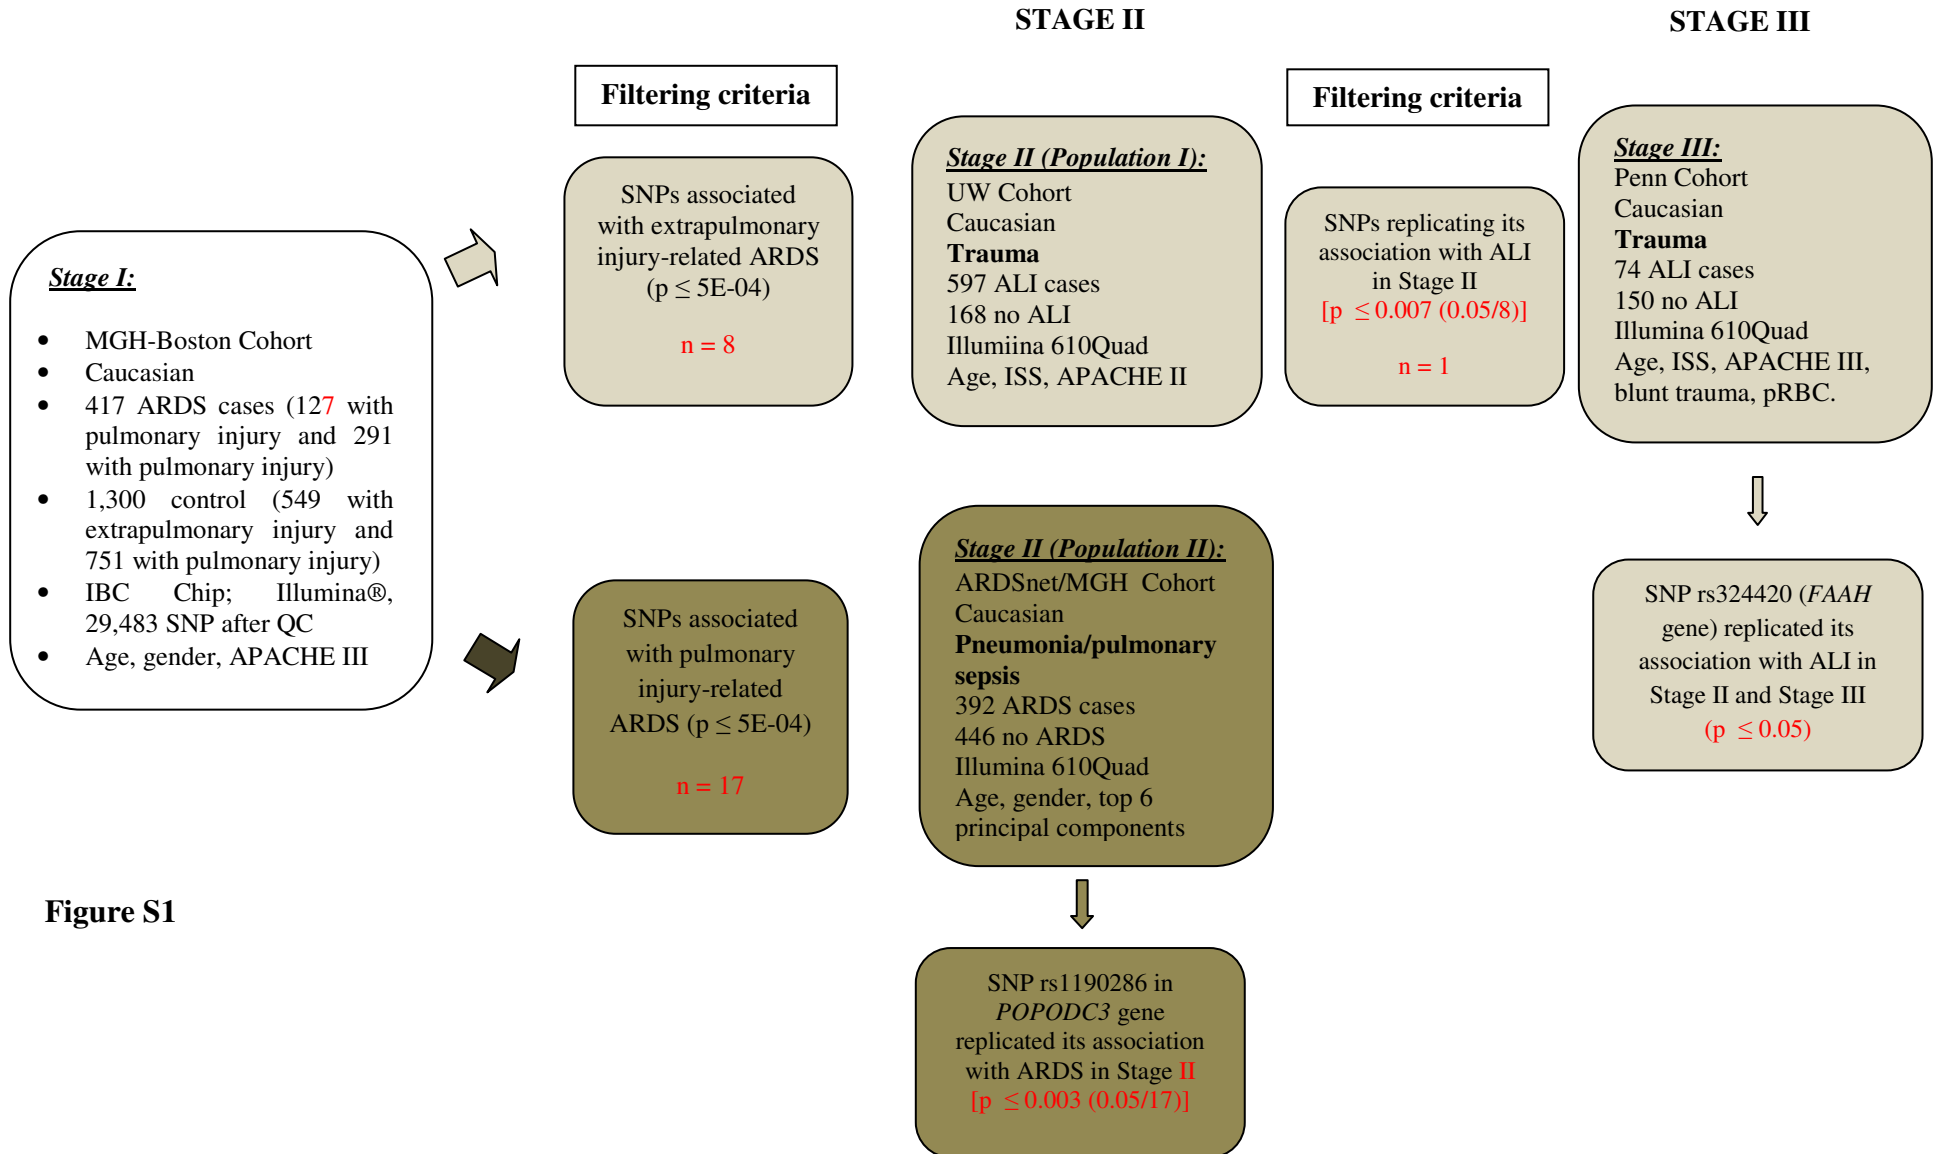 STAGE II
STAGE III
Filtering criteria
Filtering criteria
Stage I:
• MGH-Boston Cohort
• Caucasian
• 417 ARDS cases (127 with
pulmonary injury and 291
with pulmonary injury)
• 1,300 control (549 with
extrapulmonary injury and
751 with pulmonary injury)
• IBC Chip; Illumina®,
29,483 SNP after QC
• Age, gender, APACHE III
SNPs associated
with extrapulmonary
injury-related ARDS
(p ≤ 5E-04)
n = 8
Stage II (Population I):
UW Cohort
Caucasian
Trauma
597 ALI cases
168 no ALI
Illumiina 610Quad
Age, ISS, APACHE II
SNPs replicating its
association with ALI
in Stage II
[p ≤ 0.007 (0.05/8)]
n = 1
Stage III:
Penn Cohort
Caucasian
Trauma
74 ALI cases
150 no ALI
Illumina 610Quad
Age, ISS, APACHE III,
blunt trauma, pRBC.
SNPs associated
with pulmonary
injury-related
ARDS (p ≤ 5E-04)
n = 17
Stage II (Population II):
ARDSnet/MGH Cohort
Caucasian
Pneumonia/pulmonary
sepsis
392 ARDS cases
446 no ARDS
Illumina 610Quad
Age, gender, top 6
principal components
SNP rs324420 (FAAH
gene) replicated its
association with ALI in
Stage II and Stage III
(p ≤ 0.05)
SNP rs1190286 in
POPODC3 gene
replicated its association
with ARDS in Stage II
[p ≤ 0.003 (0.05/17)]
Figure S1